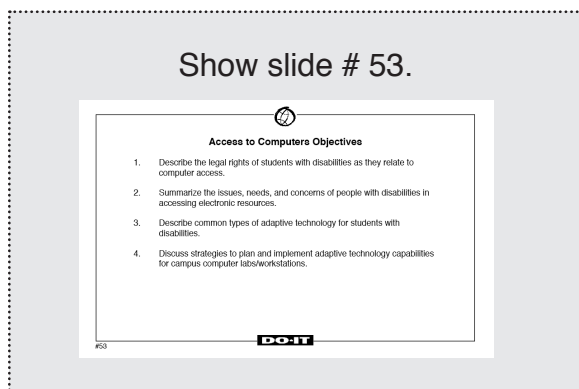 Show slide # 53.
Access to Computers Objectives
1. Describe the legal rights of students with disabilities as they relate to
computer access.
2. Summarize the issues, needs, and concerns of people with disabilities in
accessing electronic resources.
3. Describe common types of adaptive technology for students with
disabilities.
4. Discuss strategies to plan and implement adaptive technology capabilities
for campus computer labs/workstations.
DO-IT
#53